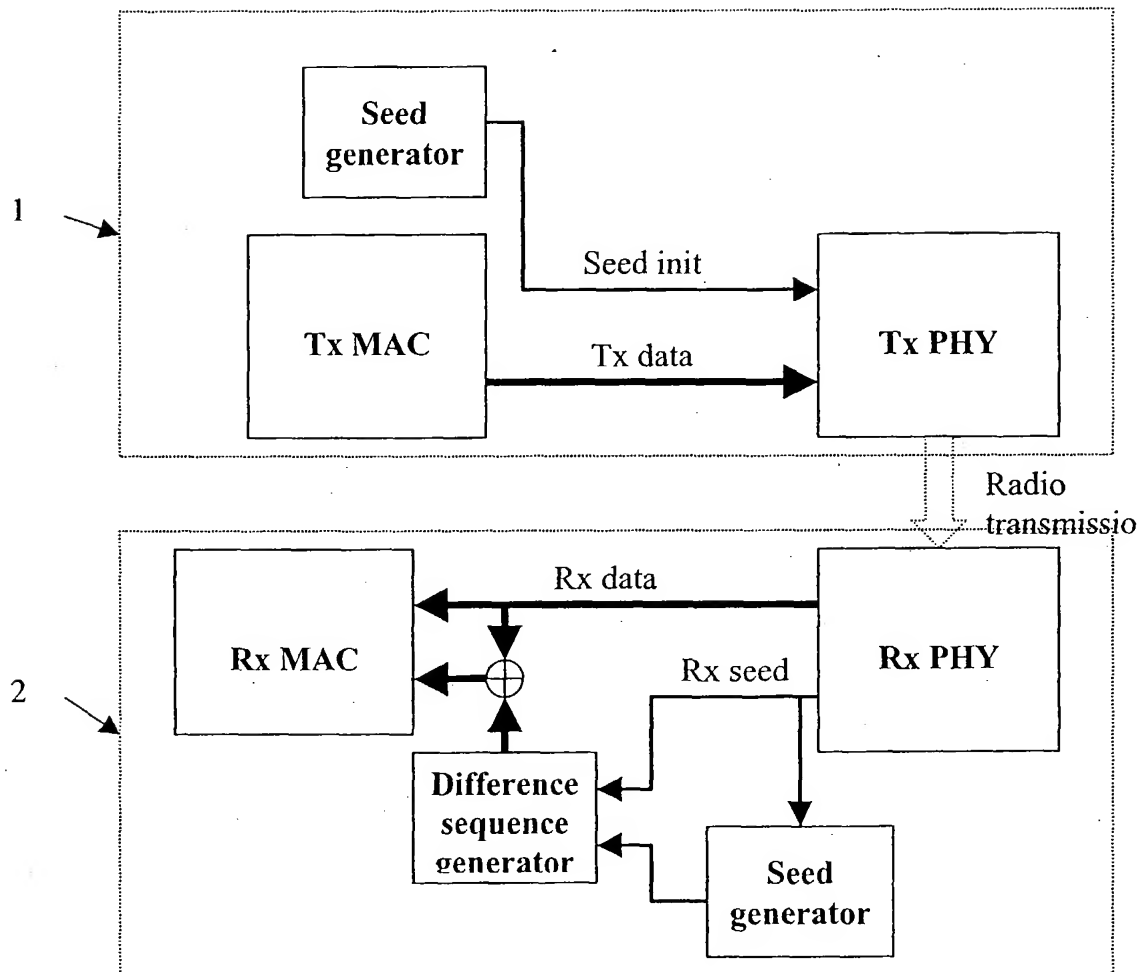 Seed
generator
1
Seed init
Tx MAC
Tx PHY
Tx data
Radio
transmissio
Rx data
Rx MAC
Rx PHY
Rx seed
2
Difference
sequence
generator
Seed
generator